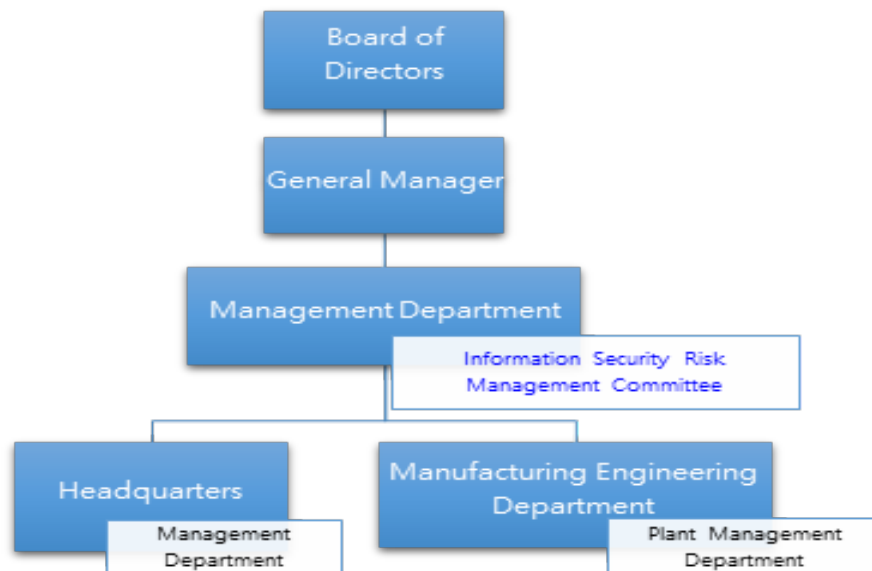 Board of
Directors
General Manager
Management Department
Information Security Risk
Management Committee
Headquarters
Management
Department
Manufacturing Engineering
Department
Plant Management
Department